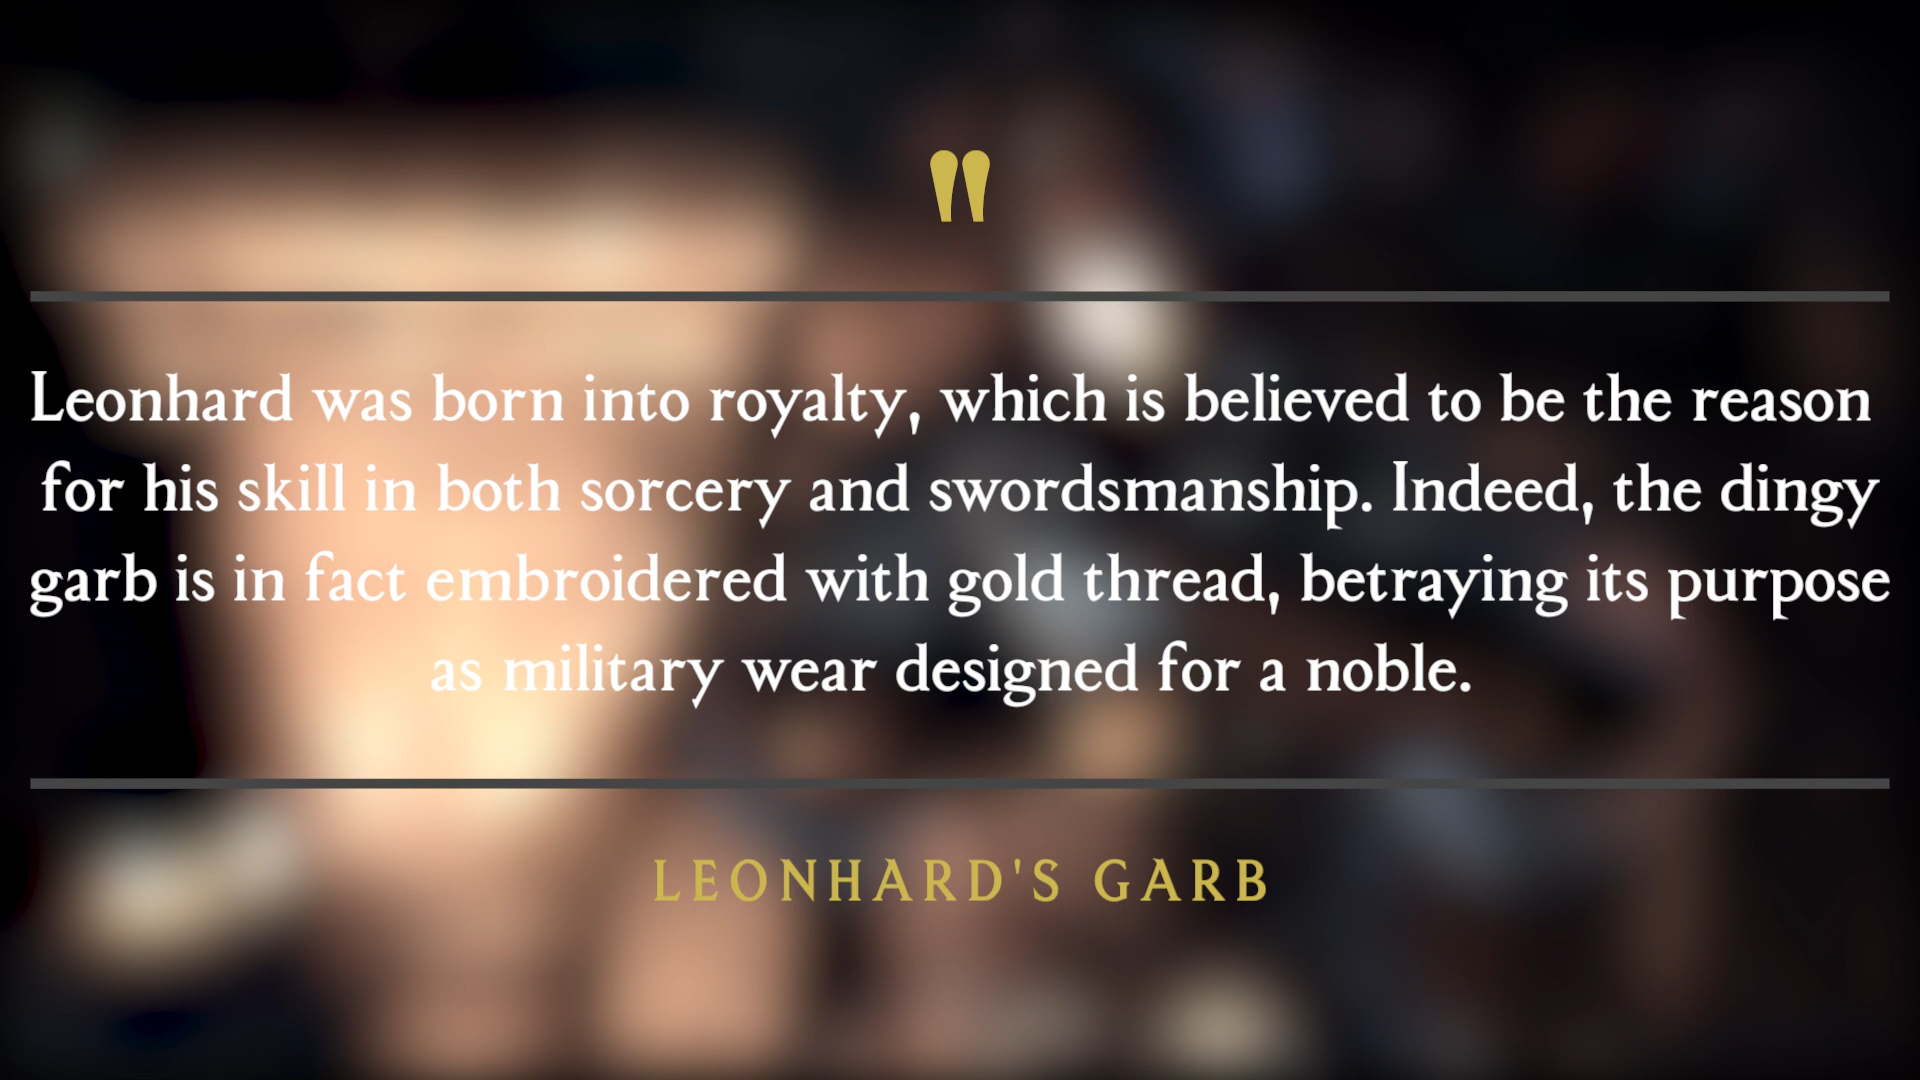 "
Leonhard was born into royalty, which is believed to be the reason
for his skill in both sorcery and swordsmanship. Indeed, the dingy
garb is in fact embroidered with gold thread, betraying its purpose
as military wear designed for a noble.
LEONHARD'S GARB